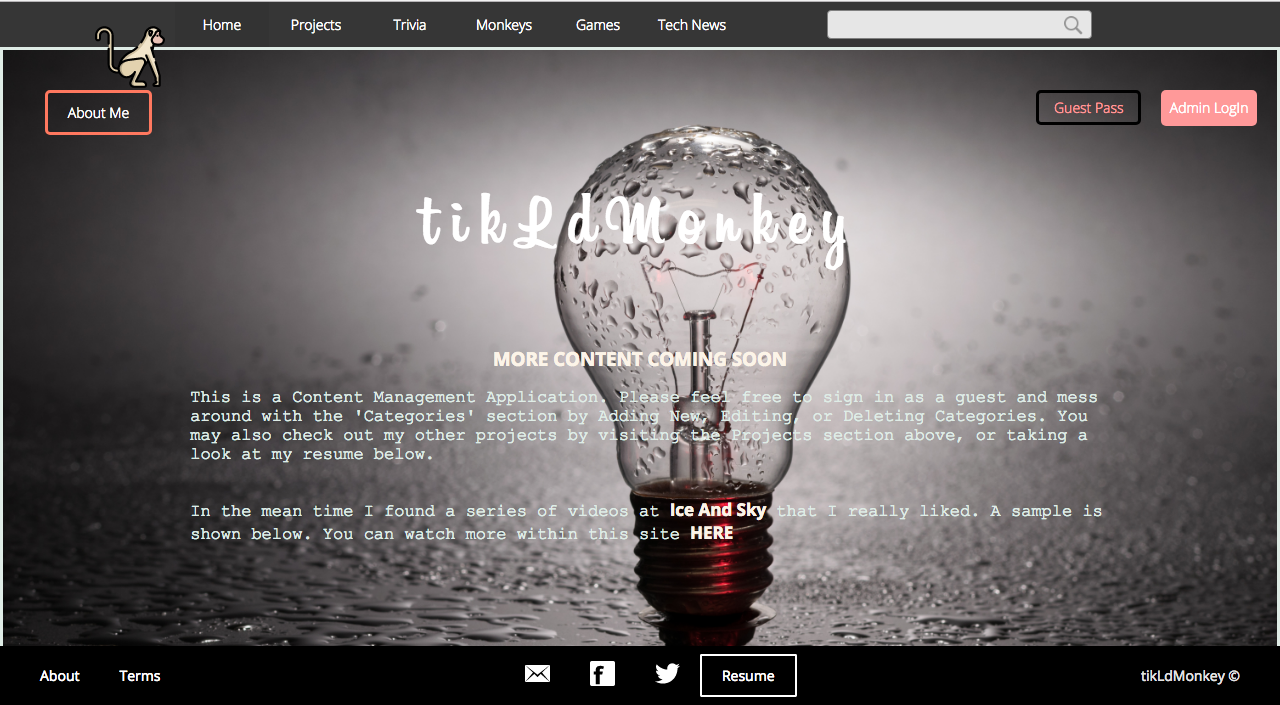 Home Projects Trivia Monkeys Games Tech News
About Me
Guest Pass Admin LogIn
tikLdMonkey
MORE CONTENT COMING SOON
This is a Content Management Application. Please feel free to sign in as a guest and mess
around with the 'Categories' section by Adding New, Editing, or Deleting Categories. You
may also check out my other projects by visiting the Projects section above, or taking a
look at my resume below.
In the mean time I found a series of videos at Ice And Sky that I really liked. A sample is
shown below. You can watch more within this site HERE
About Terms Resume tikLdMonkey ©